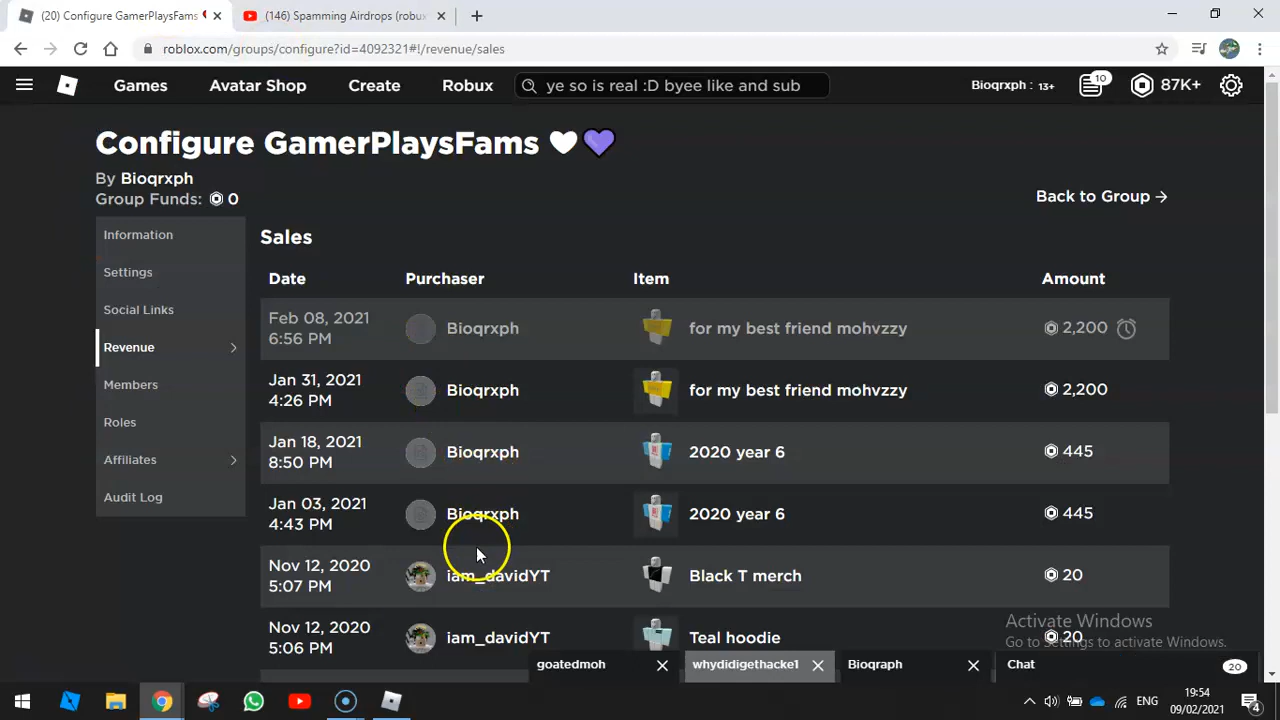 (20) Configure GamerPlaysFams
(146) Spamming Airdrops (robux
roblox.com/groups/configure?id=4092321#!/revenue/sales
Games
Avatar Shop
Create
Robux
ye so is real :D byee like and sub
Bioqrxph : 13+
10
87K+
Configure GamerPlaysFams 🤍💜
By Bioqrxph
Group Funds: 0
Back to Group →
Information
Settings
Social Links
Revenue
Members
Roles
Affiliates
Audit Log
Sales
Date Purchaser Item Amount
Feb 08, 2021
6:56 PM
Bioqrxph
for my best friend mohvzzy
2,200
Jan 31, 2021
4:26 PM
Bioqrxph
for my best friend mohvzzy
2,200
Jan 18, 2021
8:50 PM
Bioqrxph
2020 year 6
445
Jan 03, 2021
4:43 PM
Bioqrxph
2020 year 6
445
Nov 12, 2020
5:07 PM
iam_davidYT
Black T merch
20
Nov 12, 2020
5:06 PM
iam_davidYT
Teal hoodie
20
Activate Windows
Go to Settings to activate Windows.
goatedmoh
whydidigethacke1
Bioqraph
Chat
20
ENG
19:54
09/02/2021
4